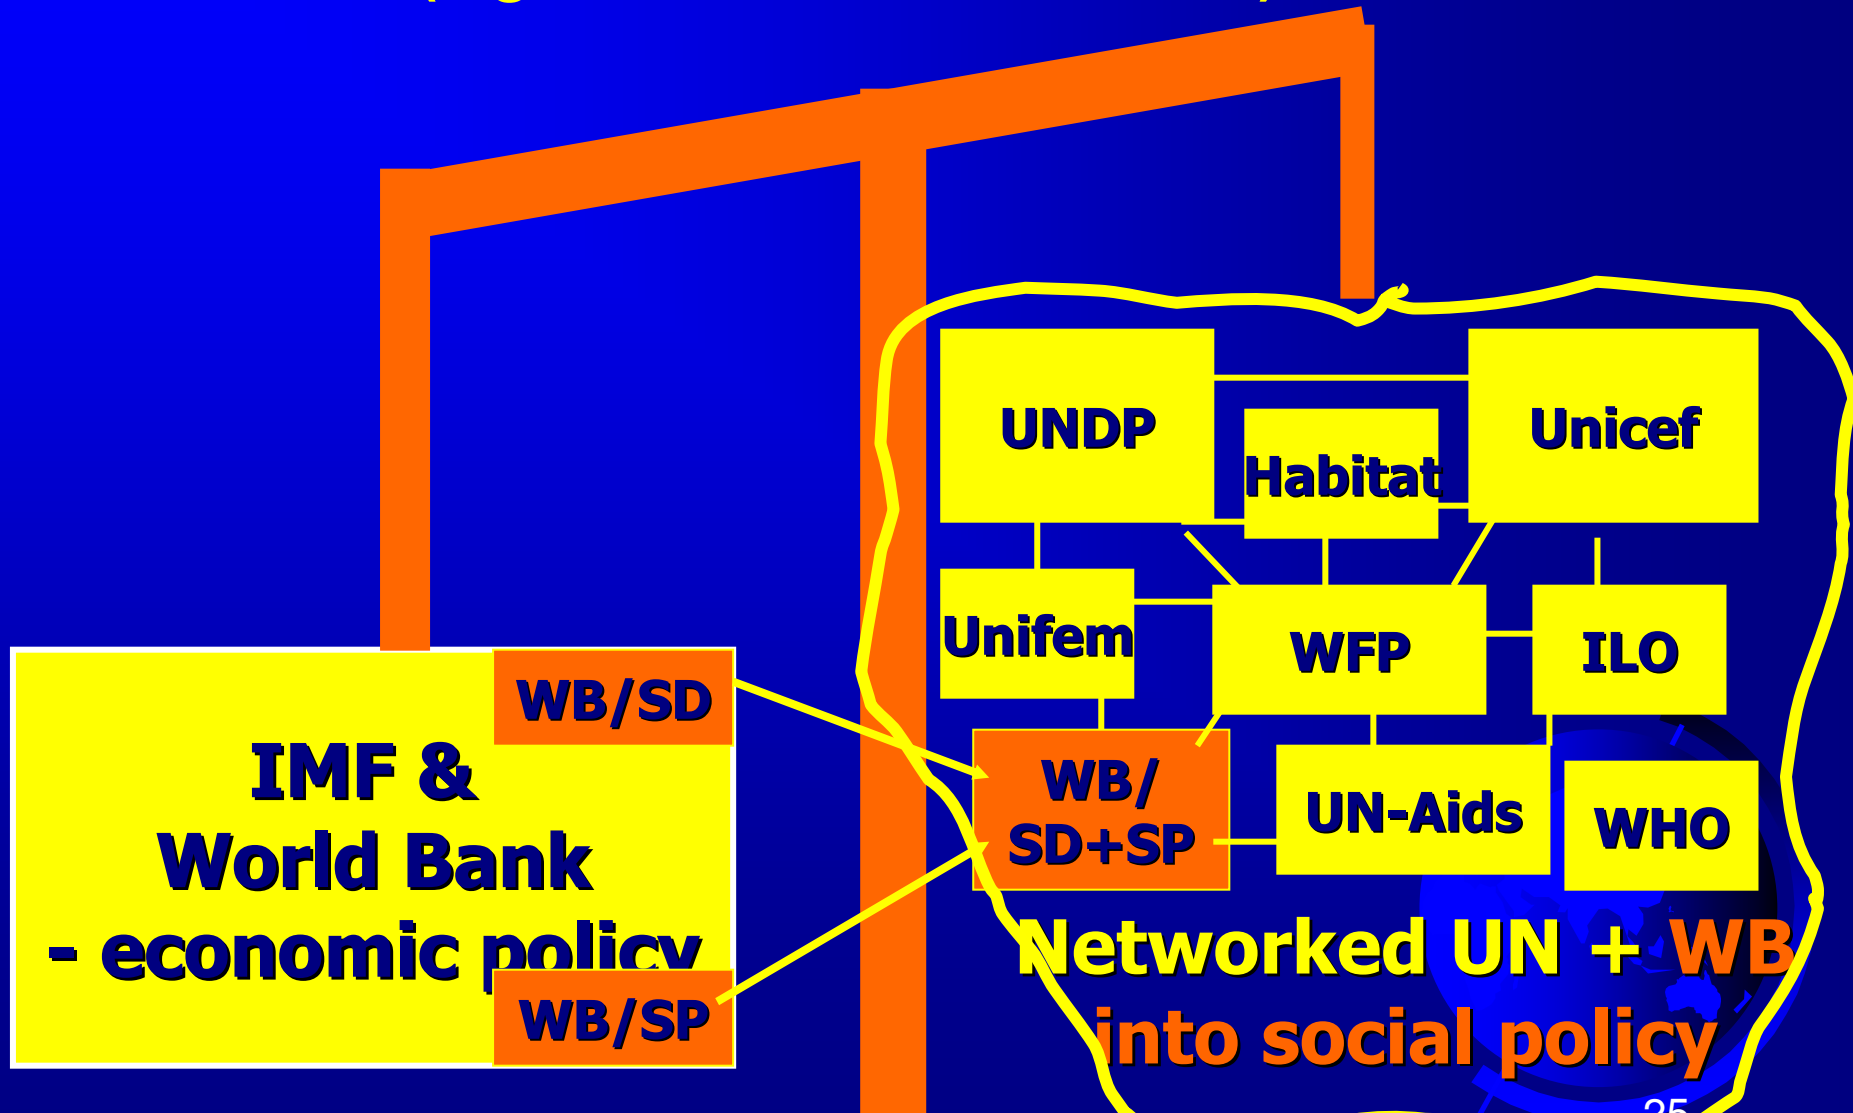 UNDP
Unicef
Habitat
Unifem
WFP
ILO
WB/SD
IMF &
World Bank
- economic policy
WB/SP
WB/
SD+SP
UN-Aids
WHO
Networked UN + WB
into social policy
25